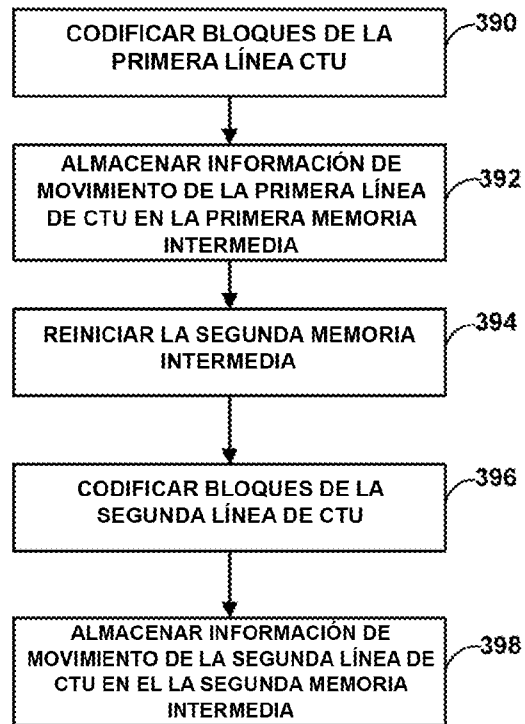 CODIFICAR BLOQUES DE LA
PRIMERA LÍNEA CTU
390
ALMACENAR INFORMACIÓN DE
MOVIMIENTO DE LA PRIMERA LÍNEA
DE CTU EN LA PRIMERA MEMORIA
INTERMEDIA
392
REINICIAR LA SEGUNDA MEMORIA
INTERMEDIA
394
CODIFICAR BLOQUES DE LA
SEGUNDA LÍNEA DE CTU
396
ALMACENAR INFORMACIÓN DE
MOVIMIENTO DE LA SEGUNDA LÍNEA DE
CTU EN EL LA SEGUNDA MEMORIA
INTERMEDIA
398